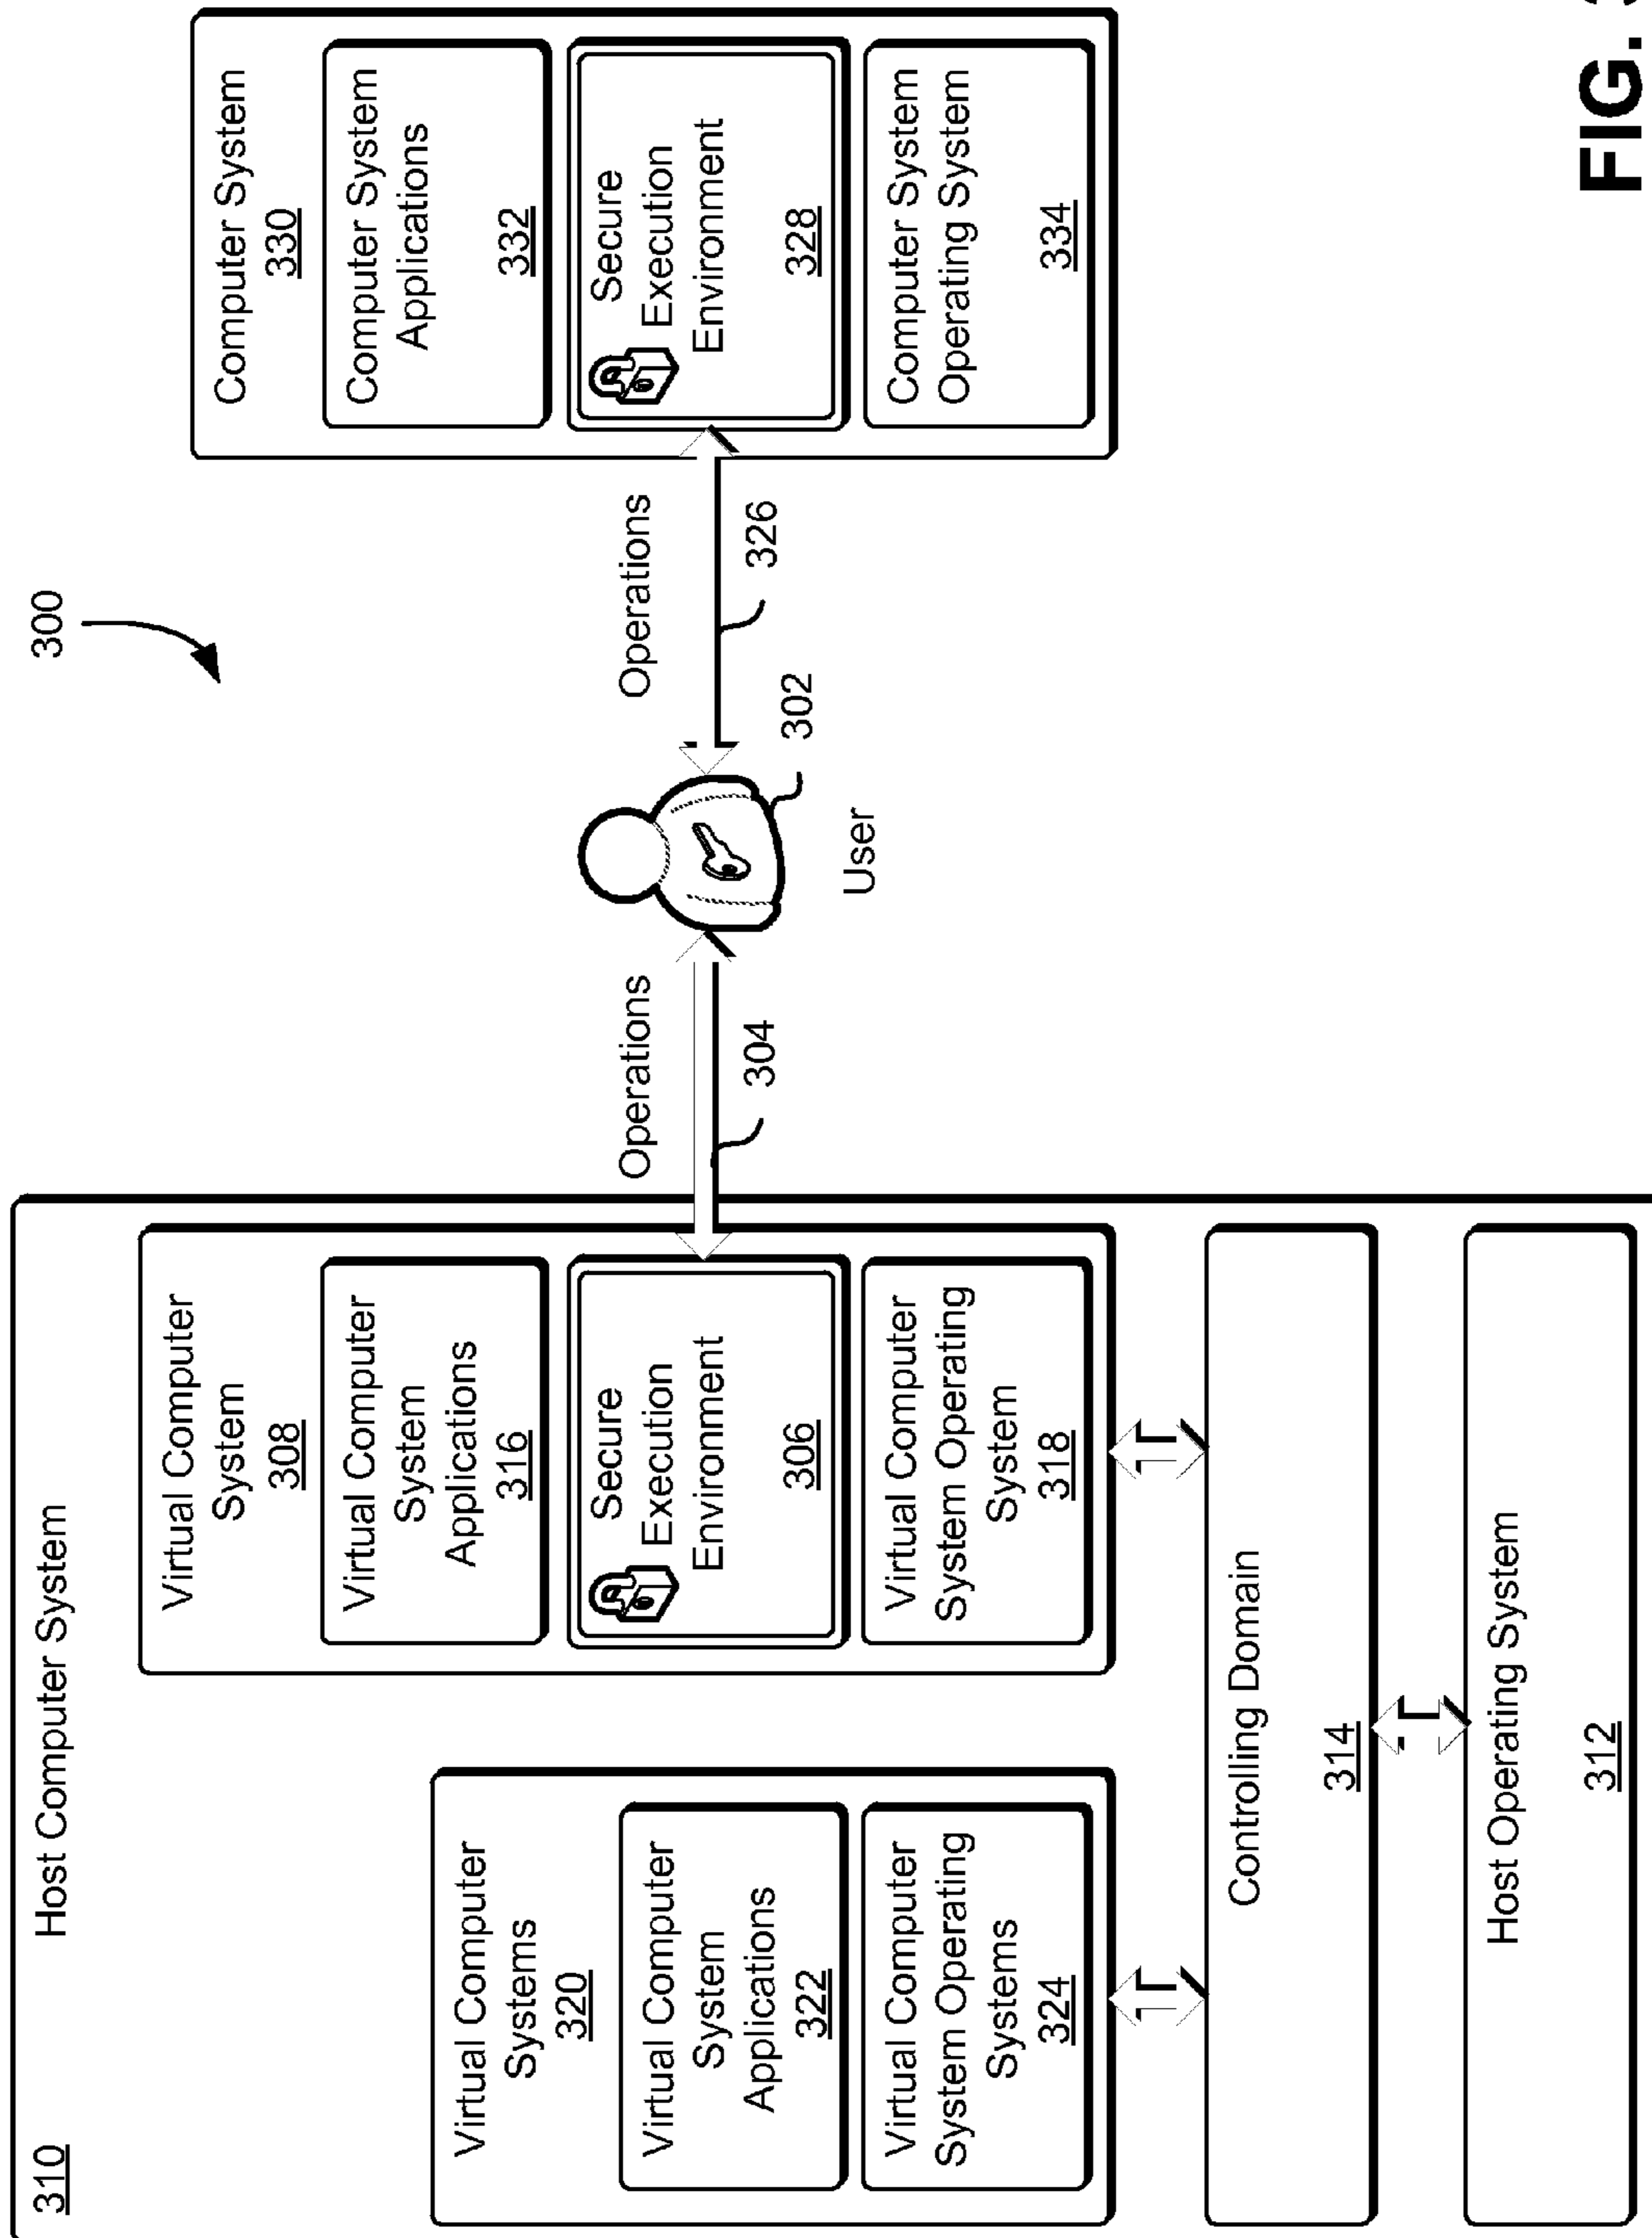 300
310
Host Computer System
Virtual Computer
Systems
320
Virtual Computer
System
Applications
322
Virtual Computer
System Operating
Systems
324
Virtual Computer
System
308
Virtual Computer
System
Applications
316
Secure
Execution
Environment
306
Virtual Computer
System Operating
System
318
Controlling Domain
314
Host Operating System
312
Operations
304
User
302
Operations
326
Computer System
330
Computer System
Applications
332
Secure
Execution
Environment
328
Computer System
Operating System
334
FIG.